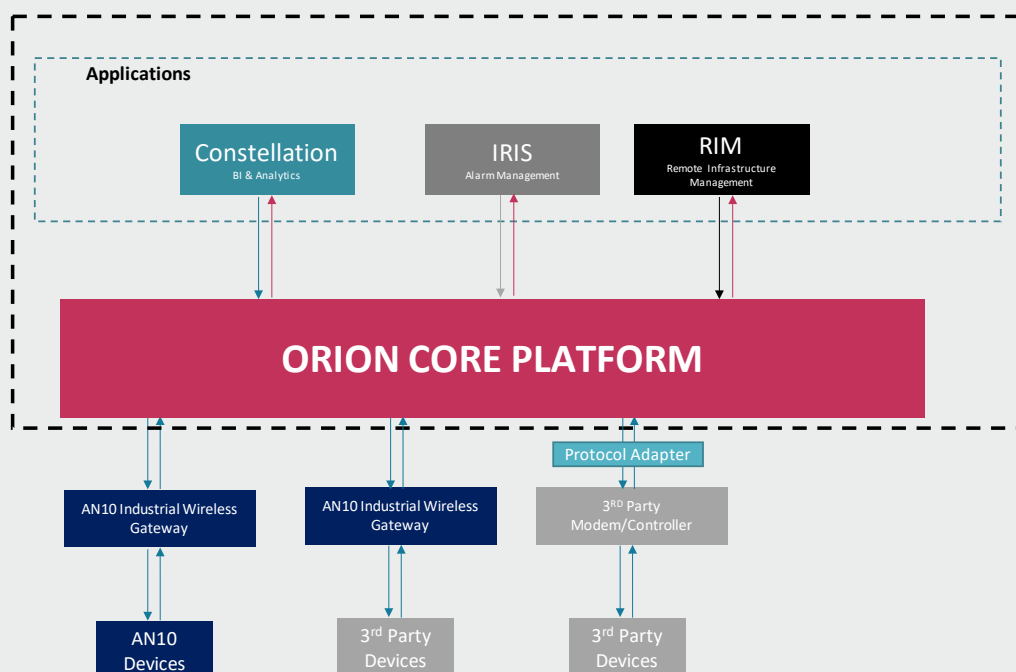 Applications
Constellation
BI & Analytics
IRIS
Alarm Management
RIM
Remote Infrastructure
Management
ORION CORE PLATFORM
Protocol Adapter
AN10 Industrial Wireless
Gateway
AN10 Industrial Wireless
Gateway
3RD Party
Modem/Controller
AN10
Devices
3rd Party
Devices
3rd Party
Devices